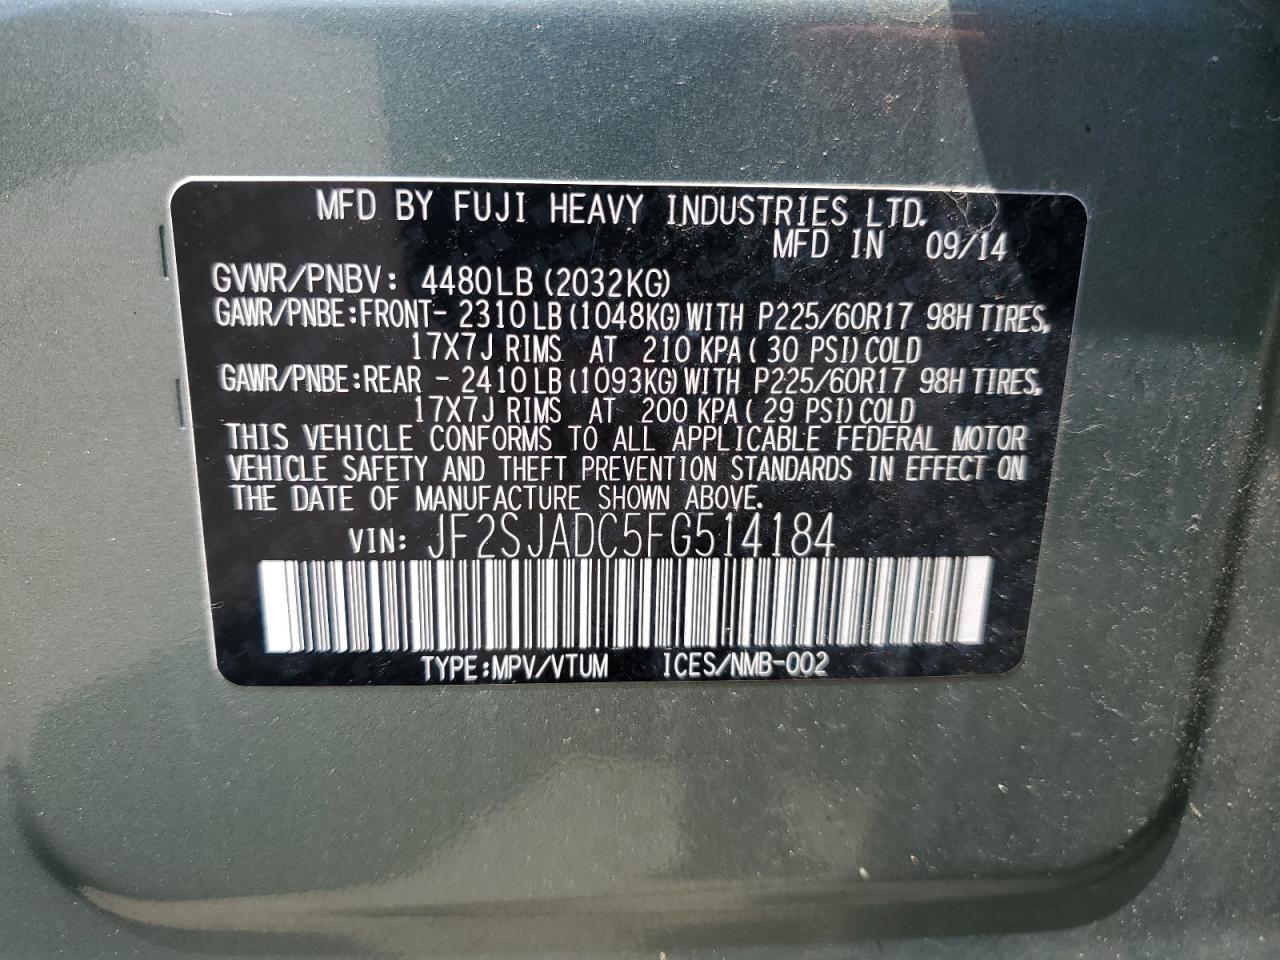 MFD BY FUJI HEAVY INDUSTRIES LTD.
MFD IN 09/14
GVWR/PNBV: 4480LB (2032KG)
GAWR/PNBE:FRONT- 2310LB(1048KG)WITH P225/60R17 98H TIRES,
17X7J RIMS AT 210 KPA( 30 PSI)COLD
GAWR/PNBE:REAR - 2410LB(1093KG)WITH P225/60R17 98H TIRES,
17X7J RIMS AT 200 KPA( 29 PSI)COLD
THIS VEHICLE CONFORMS TO ALL APPLICABLE FEDERAL MOTOR
VEHICLE SAFETY AND THEFT PREVENTION STANDARDS IN EFFECT ON
THE DATE OF MANUFACTURE SHOWN ABOVE.
VIN: JF2SJADC5FG514184
TYPE:MPV/VTUM ICES/NMB-002